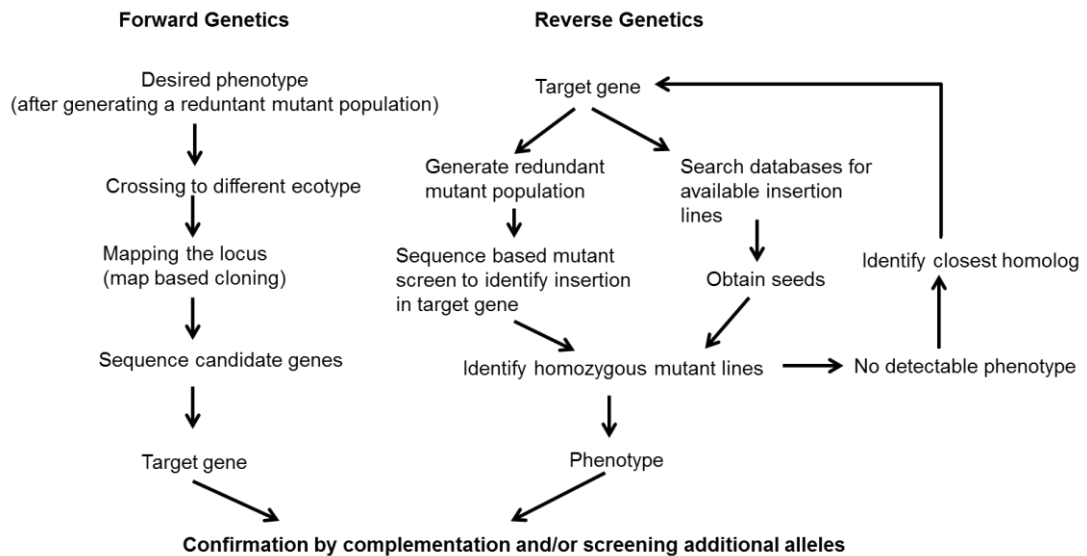 Forward Genetics
Desired phenotype
(after generating a reduntant mutant population)
Crossing to different ecotype
Mapping the locus
(map based cloning)
Sequence candidate genes
Target gene
Reverse Genetics
Target gene
Generate redundant
mutant population
Search databases for
available insertion
lines
Sequence based mutant
screen to identify insertion
in target gene
Obtain seeds
Identify homozygous mutant lines
No detectable phenotype
Identify closest homolog
Phenotype
Confirmation by complementation and/or screening additional alleles